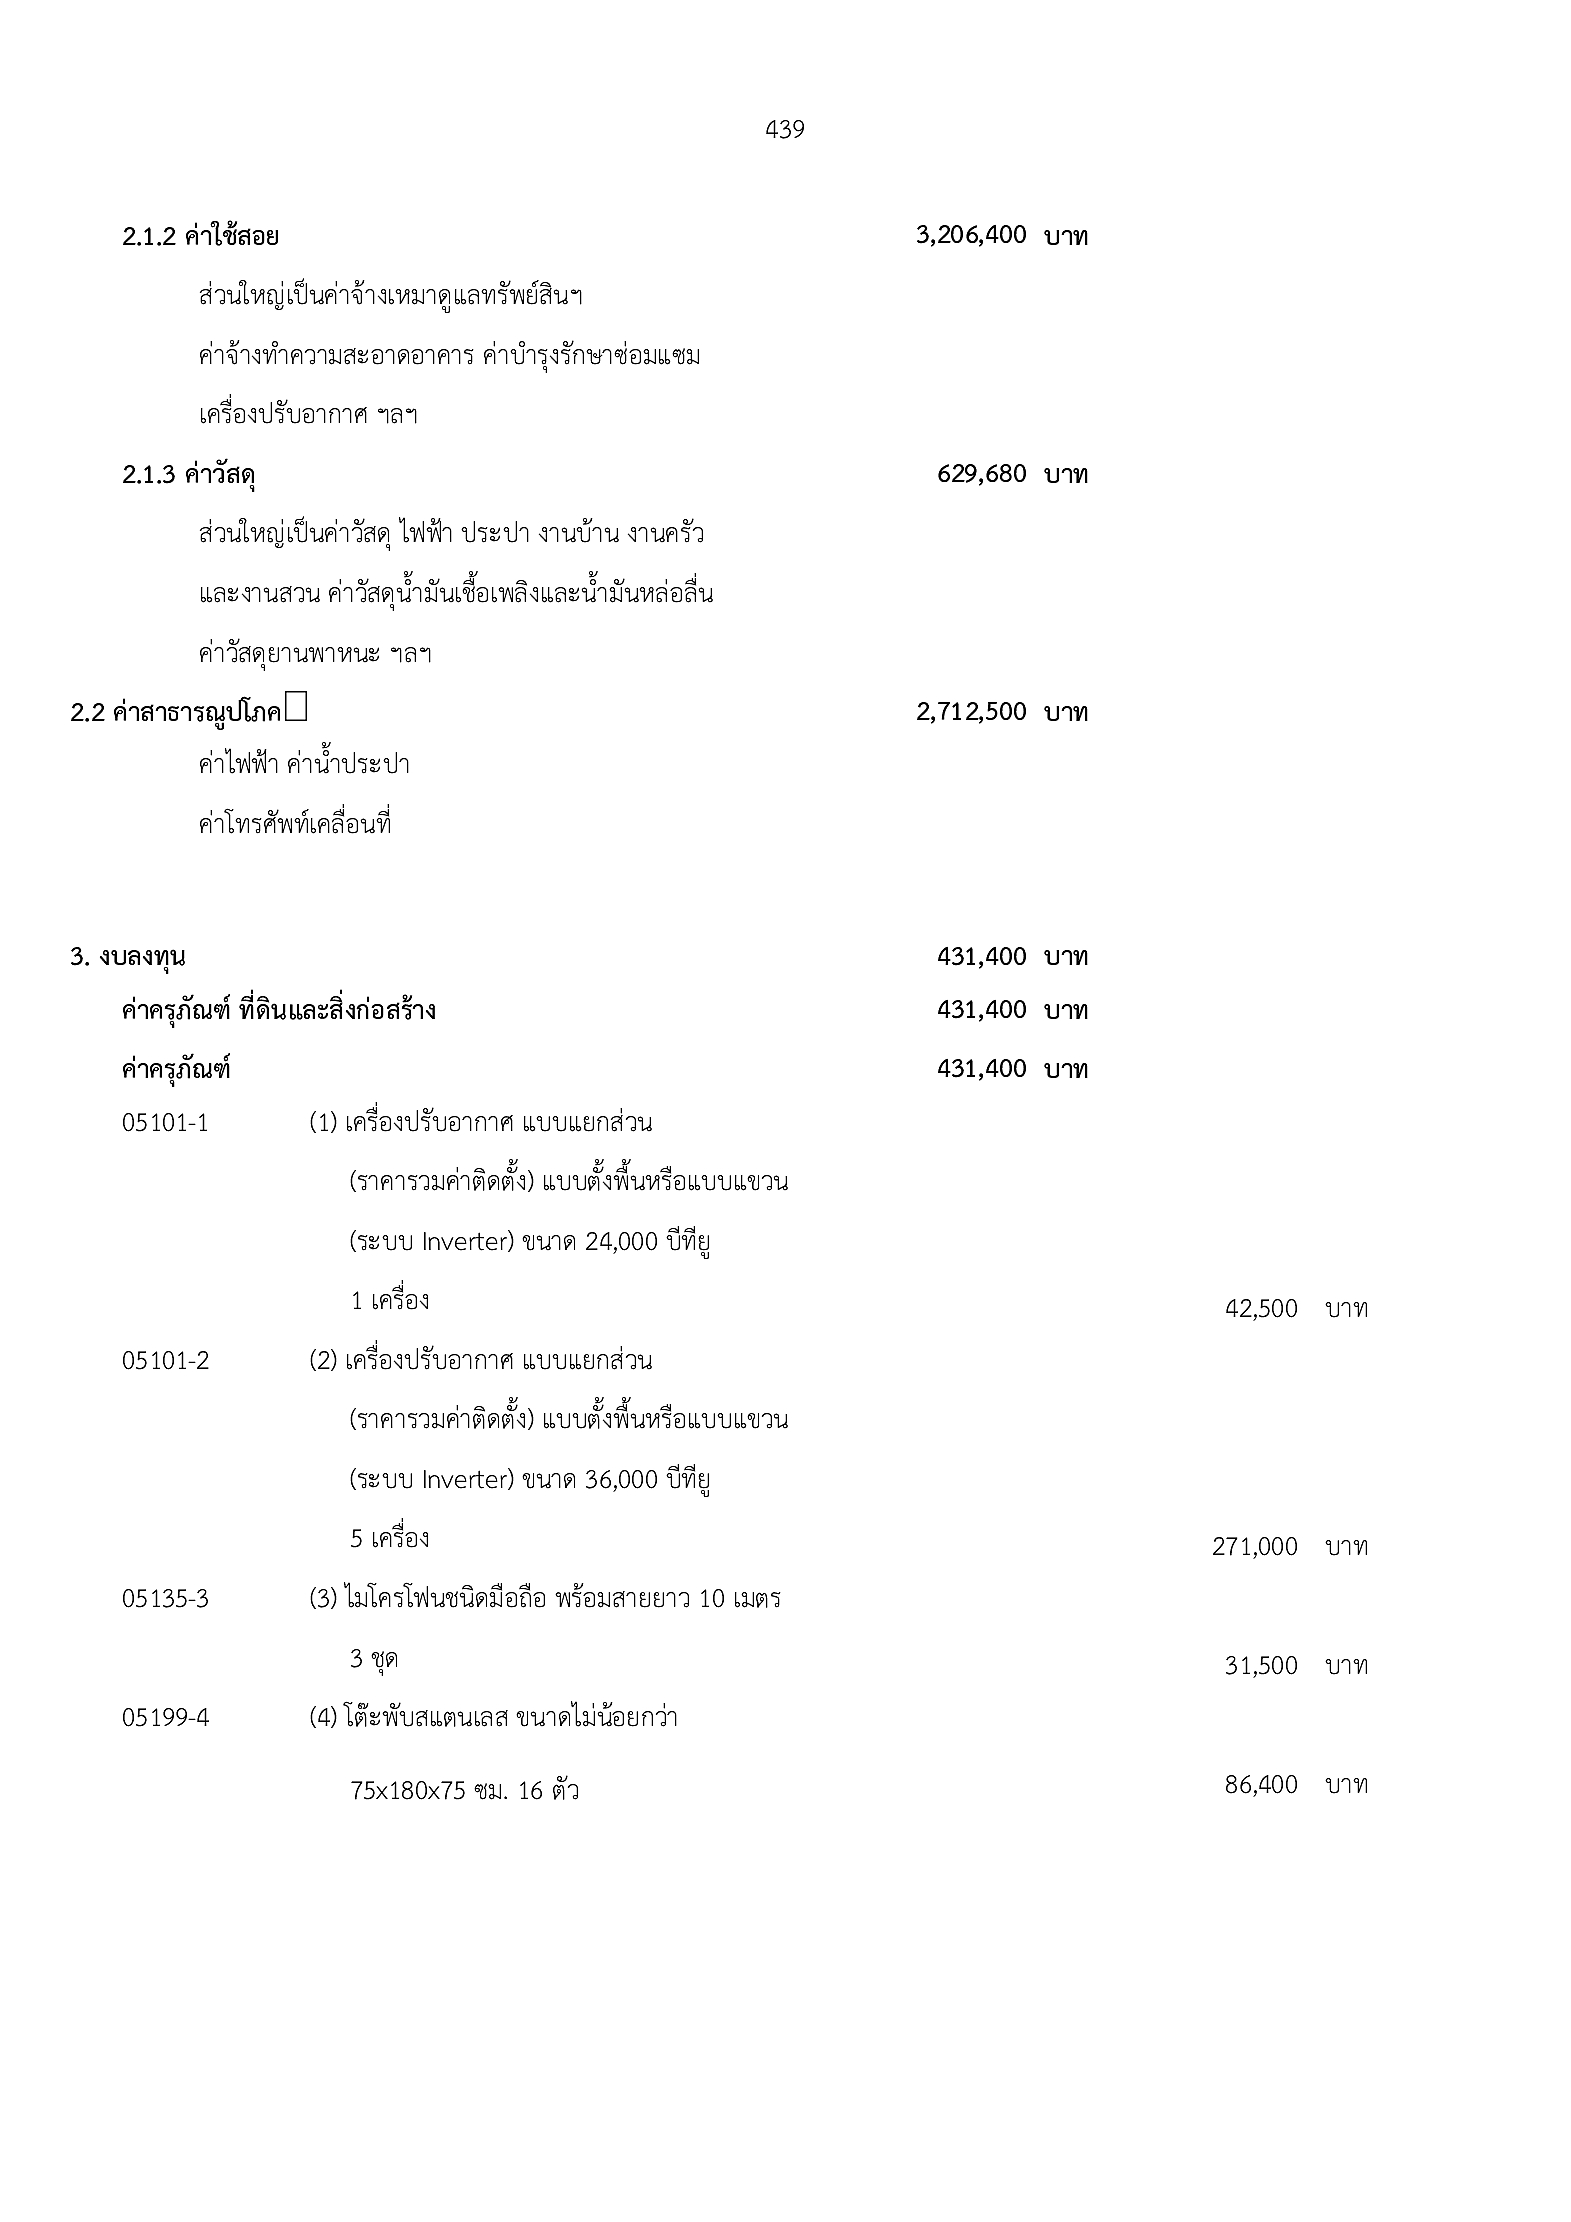 439
2.1.2 ค่าใช้สอย 3,206,400 บาท
ส่วนใหญ่เป็นค่าจ้างเหมาดูแลทรัพย์สินฯ
ค่าจ้างทำความสะอาดอาคาร ค่าบำรุงรักษาซ่อมแซม
เครื่องปรับอากาศ ฯลฯ
2.1.3 ค่าวัสดุ 629,680 บาท
ส่วนใหญ่เป็นค่าวัสดุ ไฟฟ้า ประปา งานบ้าน งานครัว
และงานสวน ค่าวัสดุน้ำมันเชื้อเพลิงและน้ำมันหล่อลื่น
ค่าวัสดุยานพาหนะ ฯลฯ
2.2 ค่าสาธารณูปโภค 2,712,500 บาท
ค่าไฟฟ้า ค่าน้ำประปา
ค่าโทรศัพท์เคลื่อนที่
3. งบลงทุน 431,400 บาท
ค่าครุภัณฑ์ ที่ดินและสิ่งก่อสร้าง 431,400 บาท
ค่าครุภัณฑ์ 431,400 บาท
05101-1 (1) เครื่องปรับอากาศ แบบแยกส่วน
(ราคารวมค่าติดตั้ง) แบบตั้งพื้นหรือแบบแขวน
(ระบบ Inverter) ขนาด 24,000 บีทียู
1 เครื่อง 42,500 บาท
05101-2 (2) เครื่องปรับอากาศ แบบแยกส่วน
(ราคารวมค่าติดตั้ง) แบบตั้งพื้นหรือแบบแขวน
(ระบบ Inverter) ขนาด 36,000 บีทียู
5 เครื่อง 271,000 บาท
05135-3 (3) ไมโครโฟนชนิดมือถือ พร้อมสายยาว 10 เมตร
3 ชุด 31,500 บาท
05199-4 (4) โต๊ะพับสแตนเลส ขนาดไม่น้อยกว่า
75x180x75 ซม. 16 ตัว 86,400 บาท